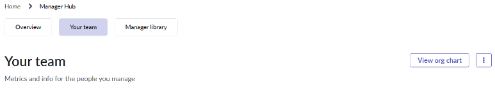 Home > Manager Hub
Overview Your team Manager library
Your team
View org chart
Metrics and info for the people you manage